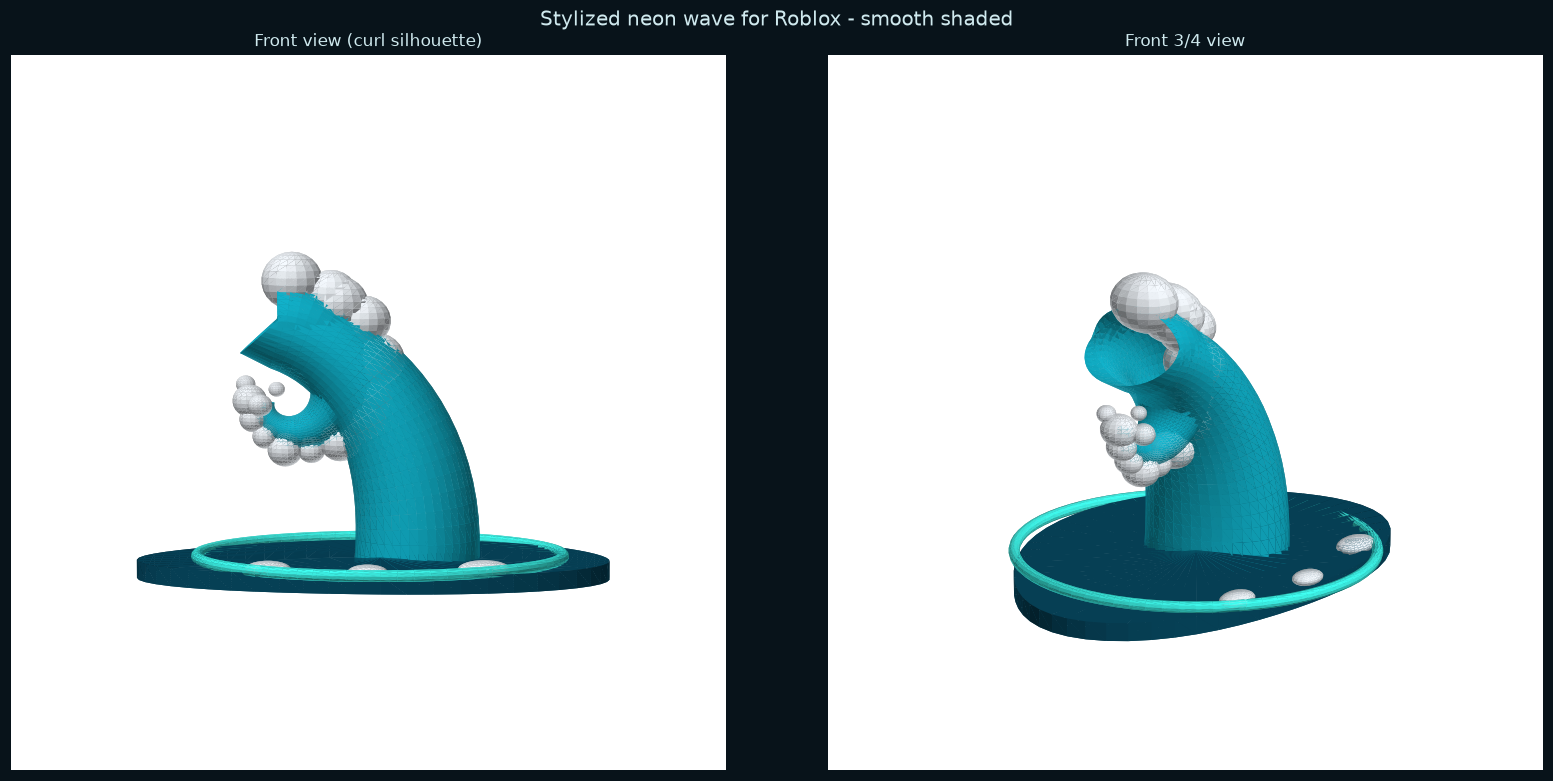 Stylized neon wave for Roblox - smooth shaded
Front view (curl silhouette)
Front 3/4 view